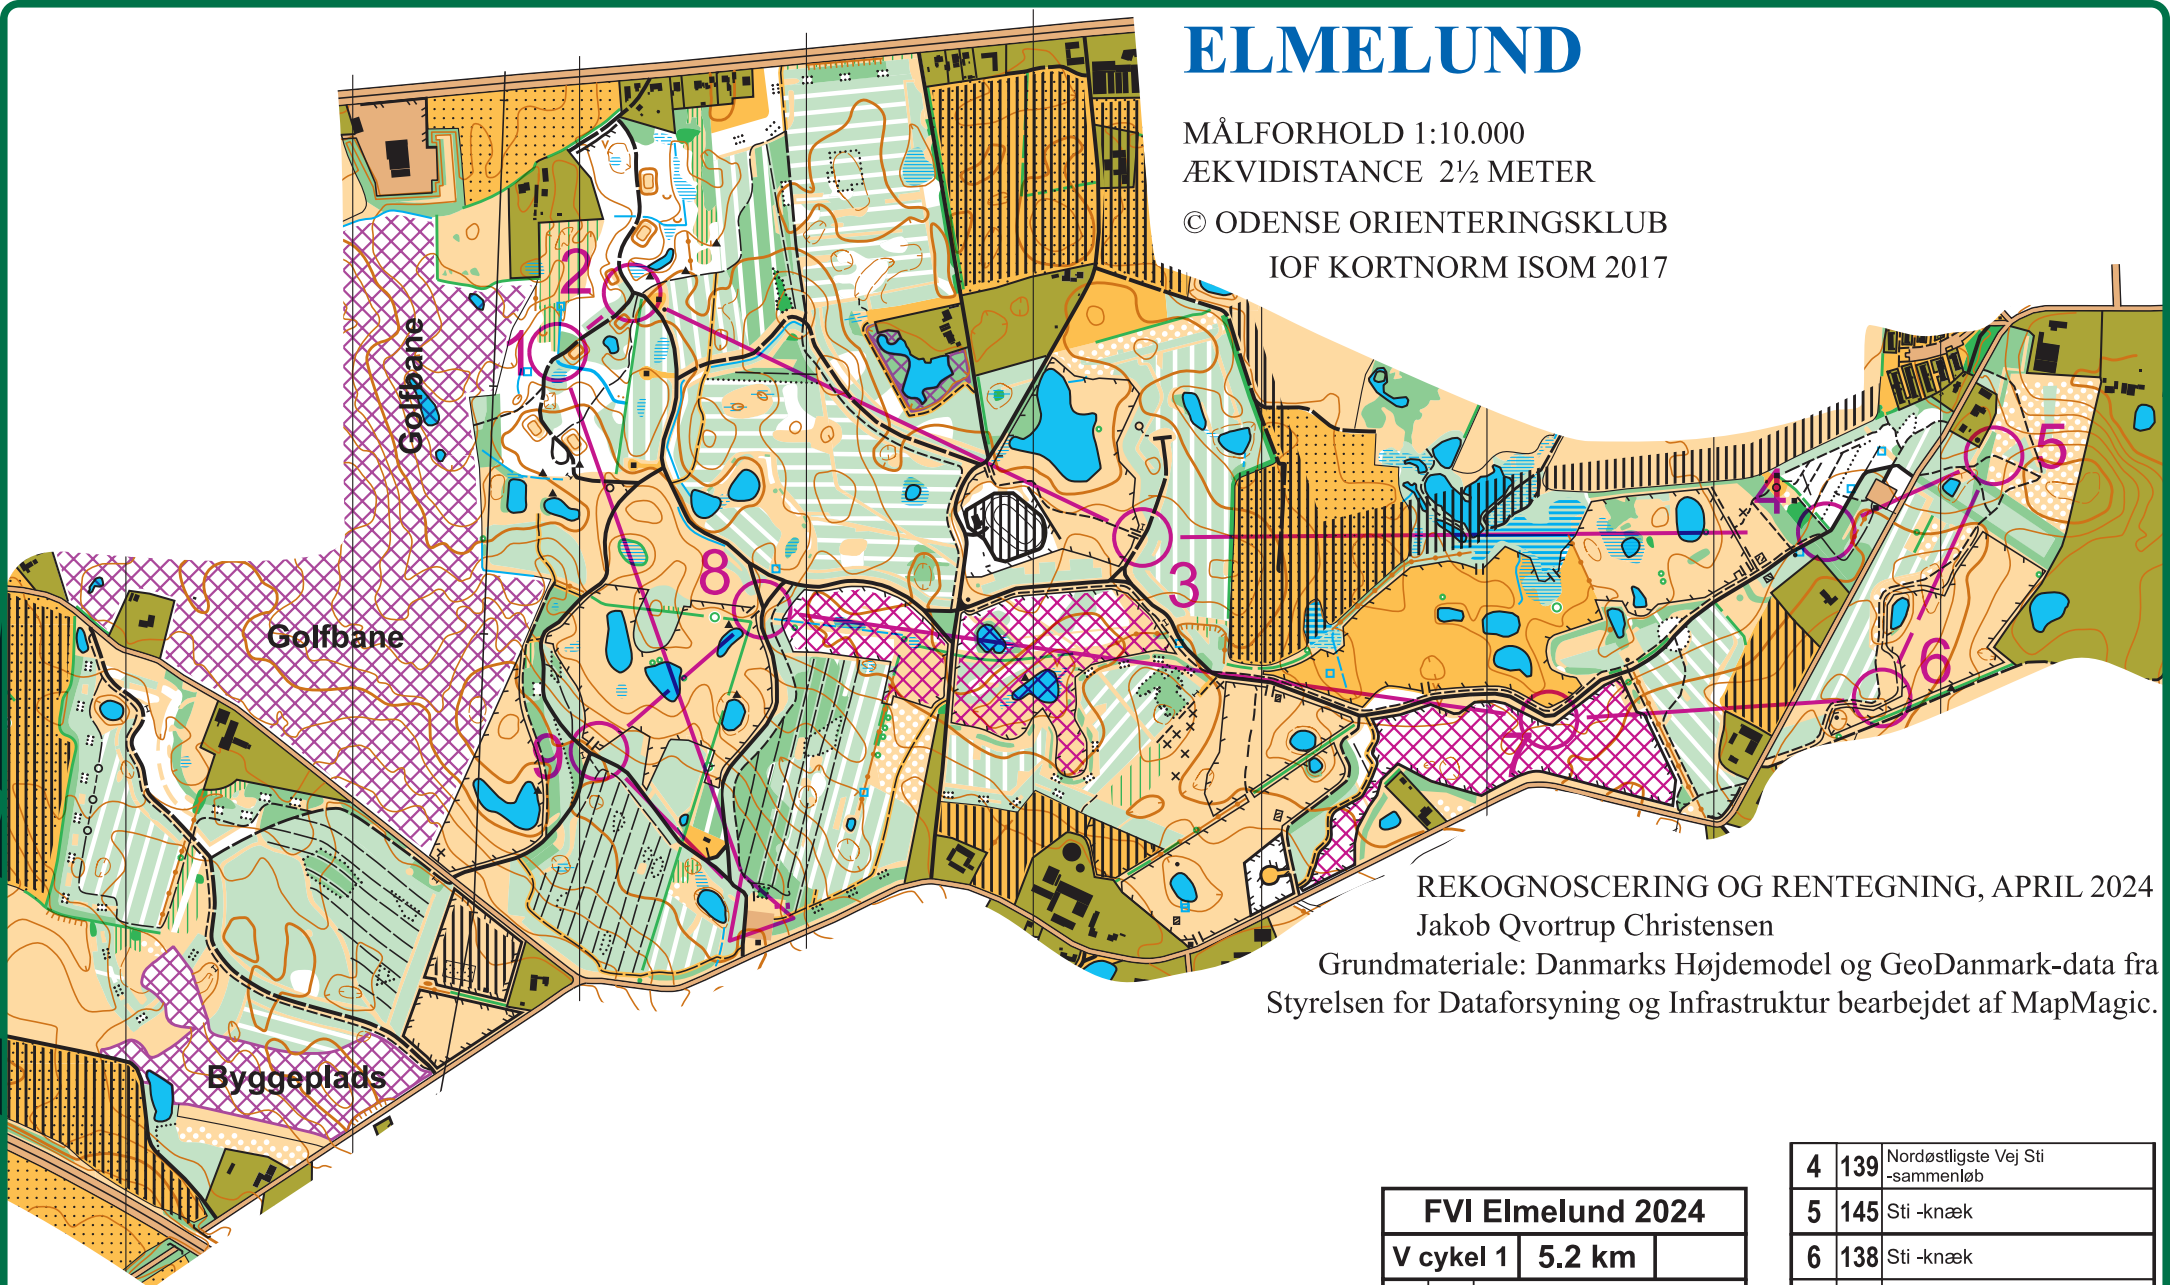 ELMELUND
MÅLFORHOLD 1:10.000
ÆKVIDISTANCE 2½ METER
© ODENSE ORIENTERINGSKLUB
IOF KORTNORM ISOM 2017
Golfbane
Golfbane
Byggeplads
1
2
3
4
5
6
7
8
9
REKOGNOSCERING OG RENTEGNING, APRIL 2024
Jakob Qvortrup Christensen
Grundmateriale: Danmarks Højdemodel og GeoDanmark-data fra
Styrelsen for Dataforsyning og Infrastruktur bearbejdet af MapMagic.
FVI Elmelund 2024
V cykel 1 5.2 km
4 139 Nordøstligste Vej Sti
-sammenløb
5 145 Sti -knæk
6 138 Sti -knæk